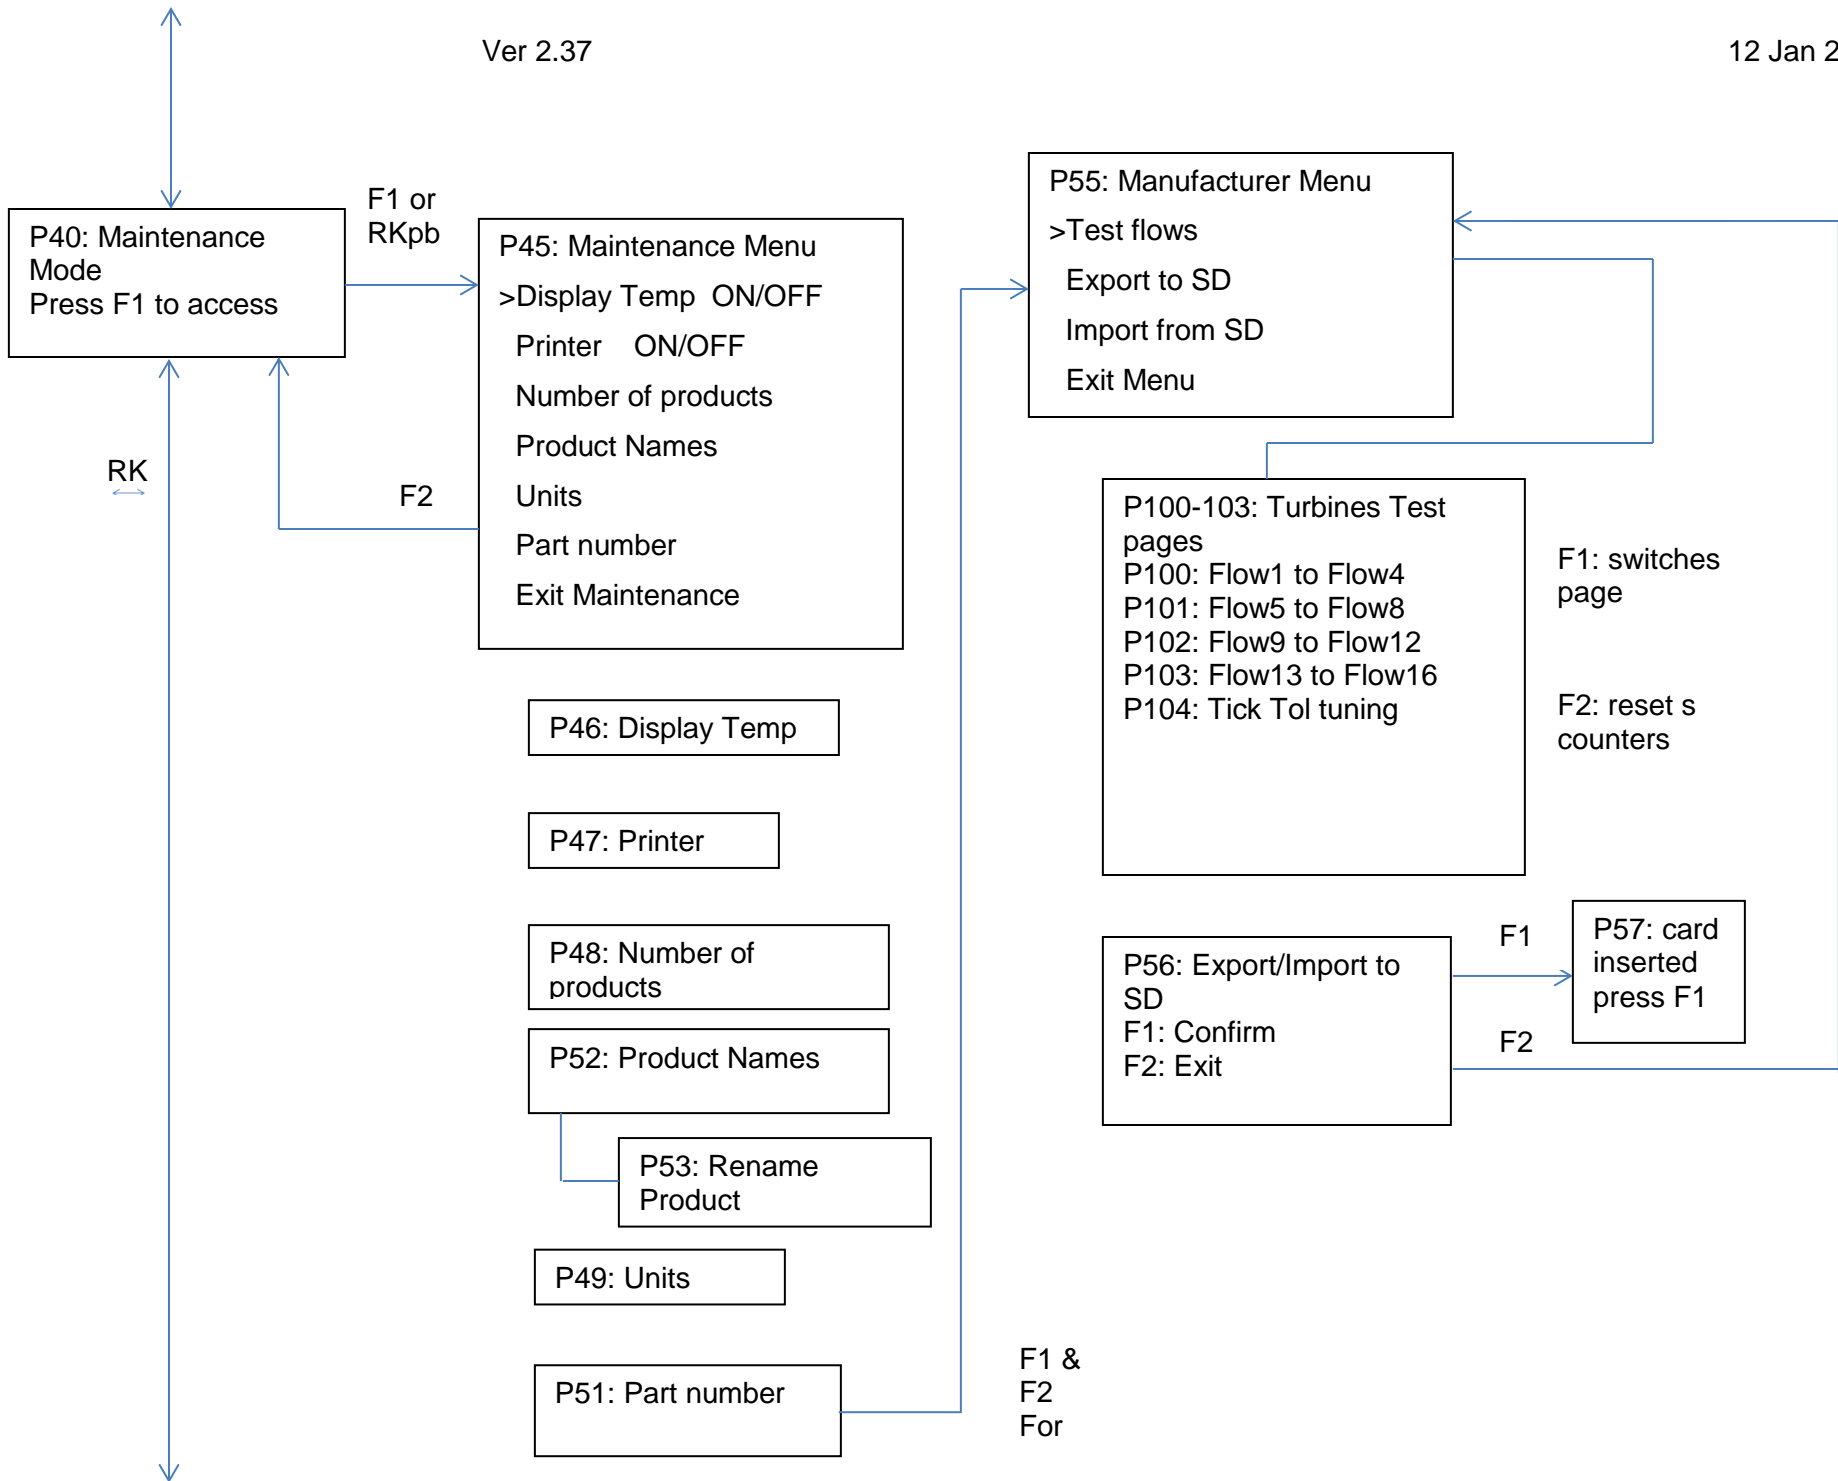 Ver 2.37
12 Jan 2
P40: Maintenance
Mode
Press F1 to access
F1 or
RKpb
P45: Maintenance Menu
>Display Temp ON/OFF
Printer ON/OFF
Number of products
Product Names
Units
Part number
Exit Maintenance
RK
F2
P46: Display Temp
P47: Printer
P48: Number of
products
P52: Product Names
P53: Rename
Product
P49: Units
P51: Part number
F1 &
F2
For
P55: Manufacturer Menu
>Test flows
Export to SD
Import from SD
Exit Menu
P100-103: Turbines Test
pages
P100: Flow1 to Flow4
P101: Flow5 to Flow8
P102: Flow9 to Flow12
P103: Flow13 to Flow16
P104: Tick Tol tuning
F1: switches
page
F2: reset s
counters
P56: Export/Import to
SD
F1: Confirm
F2: Exit
F1
F2
P57: card
inserted
press F1